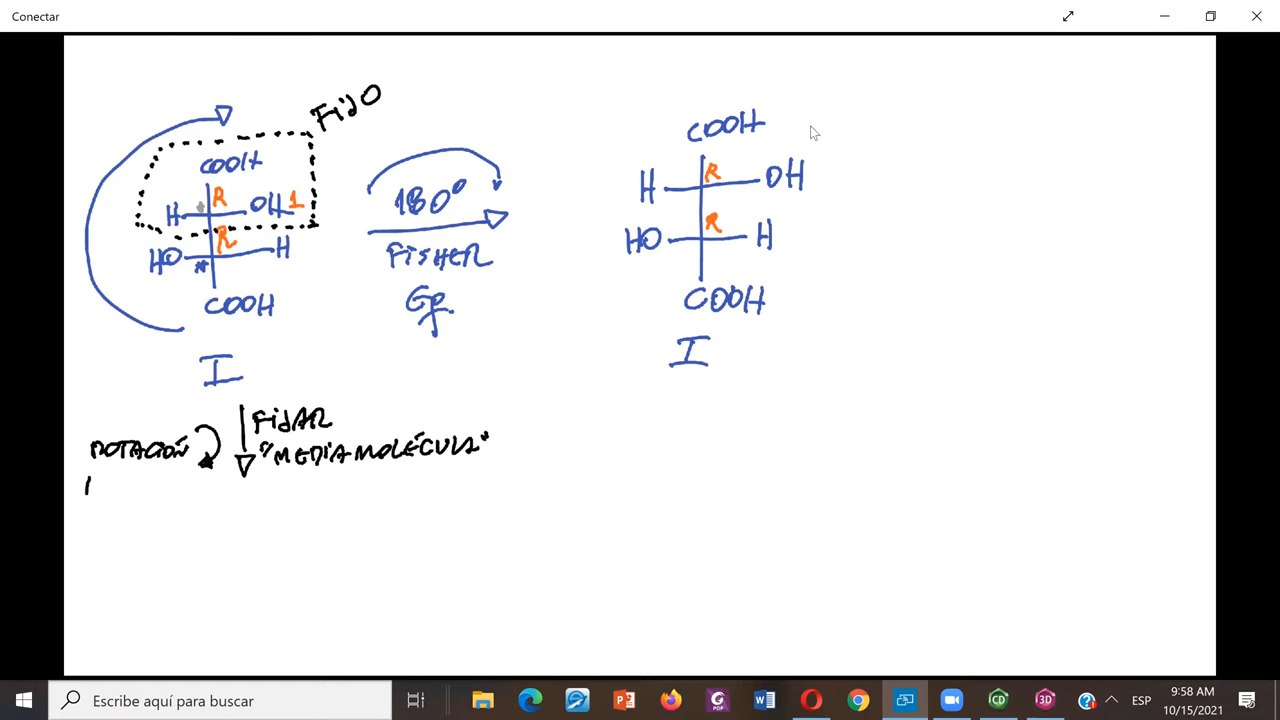 Conectar
FIJO
COOH
R
H
OH 1
R
HO
H
COOH
I
180°
FISHER
Ep
COOH
R
H
OH
R
HO
H
COOH
I
FIJAR
ROTACIÓN
"MEDIA MOLÉCULA"
Escribe aquí para buscar
ESP
9:58 AM
10/15/2021